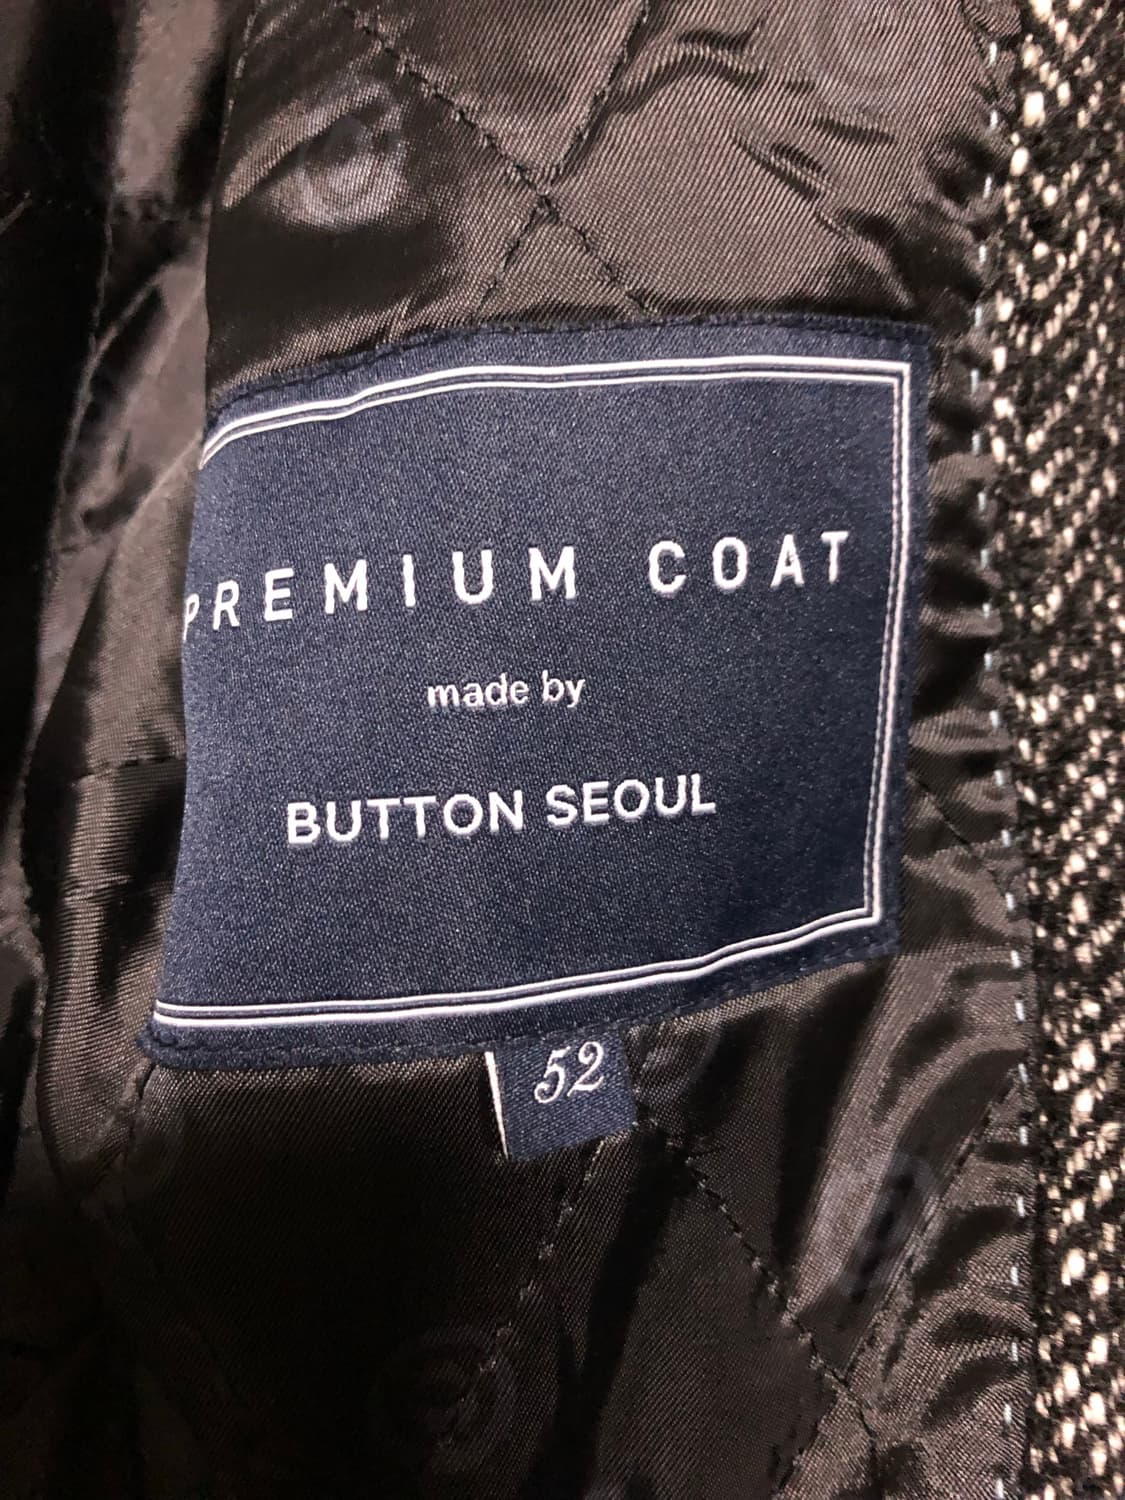 PREMIUM COAT
made by
BUTTON SEOUL
52